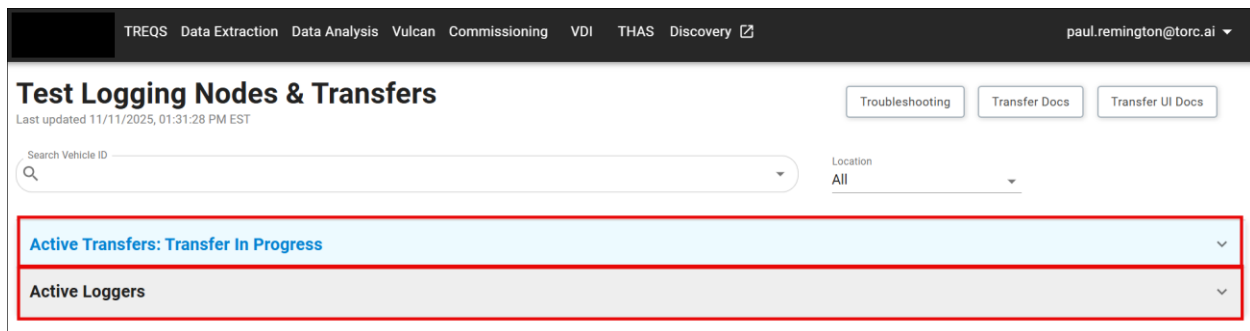 TREQS Data Extraction Data Analysis Vulcan Commissioning VDI THAS Discovery paul.remington@torc.ai
Test Logging Nodes & Transfers
Last updated 11/11/2025, 01:31:28 PM EST
Troubleshooting Transfer Docs Transfer UI Docs
Search Vehicle ID
Location
All
Active Transfers: Transfer In Progress
Active Loggers